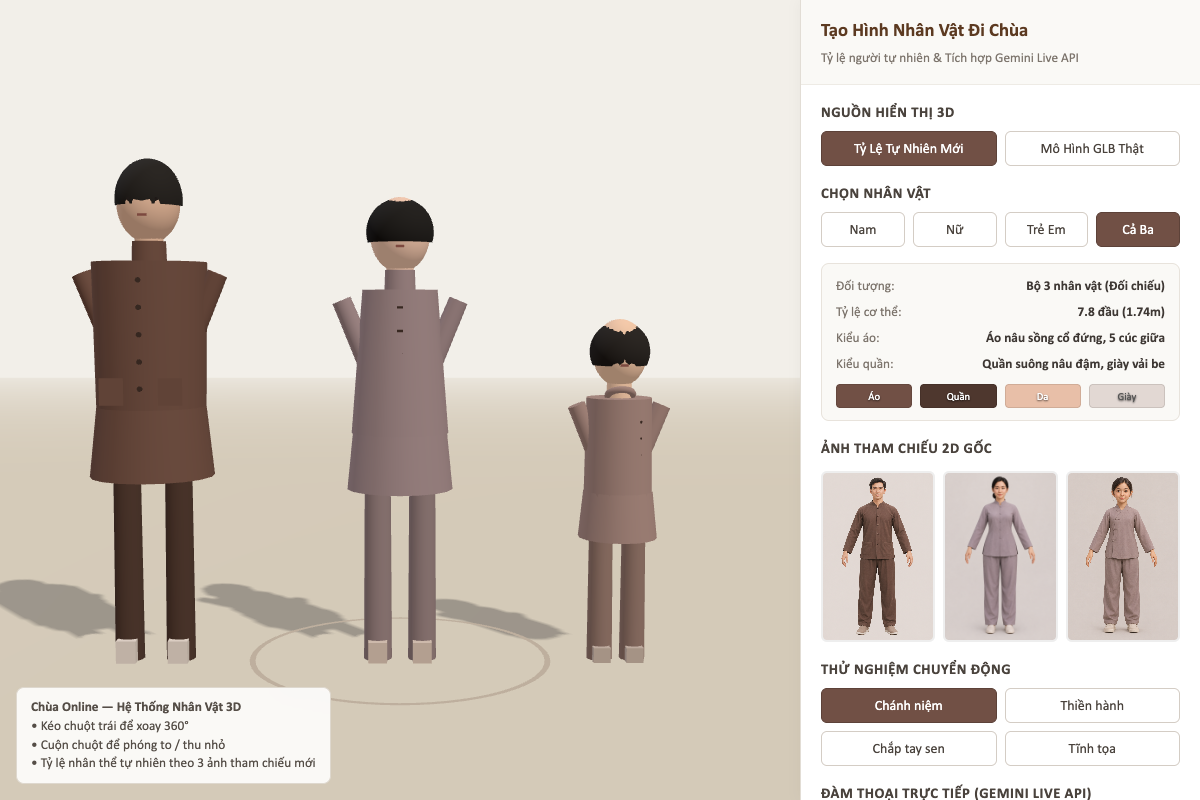 Tạo Hình Nhân Vật Đi Chùa
Tỷ lệ người tự nhiên & Tích hợp Gemini Live API
NGUỒN HIỂN THỊ 3D
Tỷ Lệ Tự Nhiên Mới
Mô Hình GLB Thật
CHỌN NHÂN VẬT
Nam
Nữ
Trẻ Em
Cả Ba
Đối tượng:
Bộ 3 nhân vật (Đối chiếu)
Tỷ lệ cơ thể:
7.8 đầu (1.74m)
Kiểu áo:
Áo nâu sồng cổ đứng, 5 cúc giữa
Kiểu quần:
Quần suông nâu đậm, giày vải be
Áo
Quần
Da
Giày
ẢNH THAM CHIẾU 2D GỐC
THỬ NGHIỆM CHUYỂN ĐỘNG
Chánh niệm
Thiền hành
Chắp tay sen
Tĩnh tọa
ĐÀM THOẠI TRỰC TIẾP (GEMINI LIVE API)
Chùa Online — Hệ Thống Nhân Vật 3D
• Kéo chuột trái để xoay 360°
• Cuộn chuột để phóng to / thu nhỏ
• Tỷ lệ nhân thể tự nhiên theo 3 ảnh tham chiếu mới